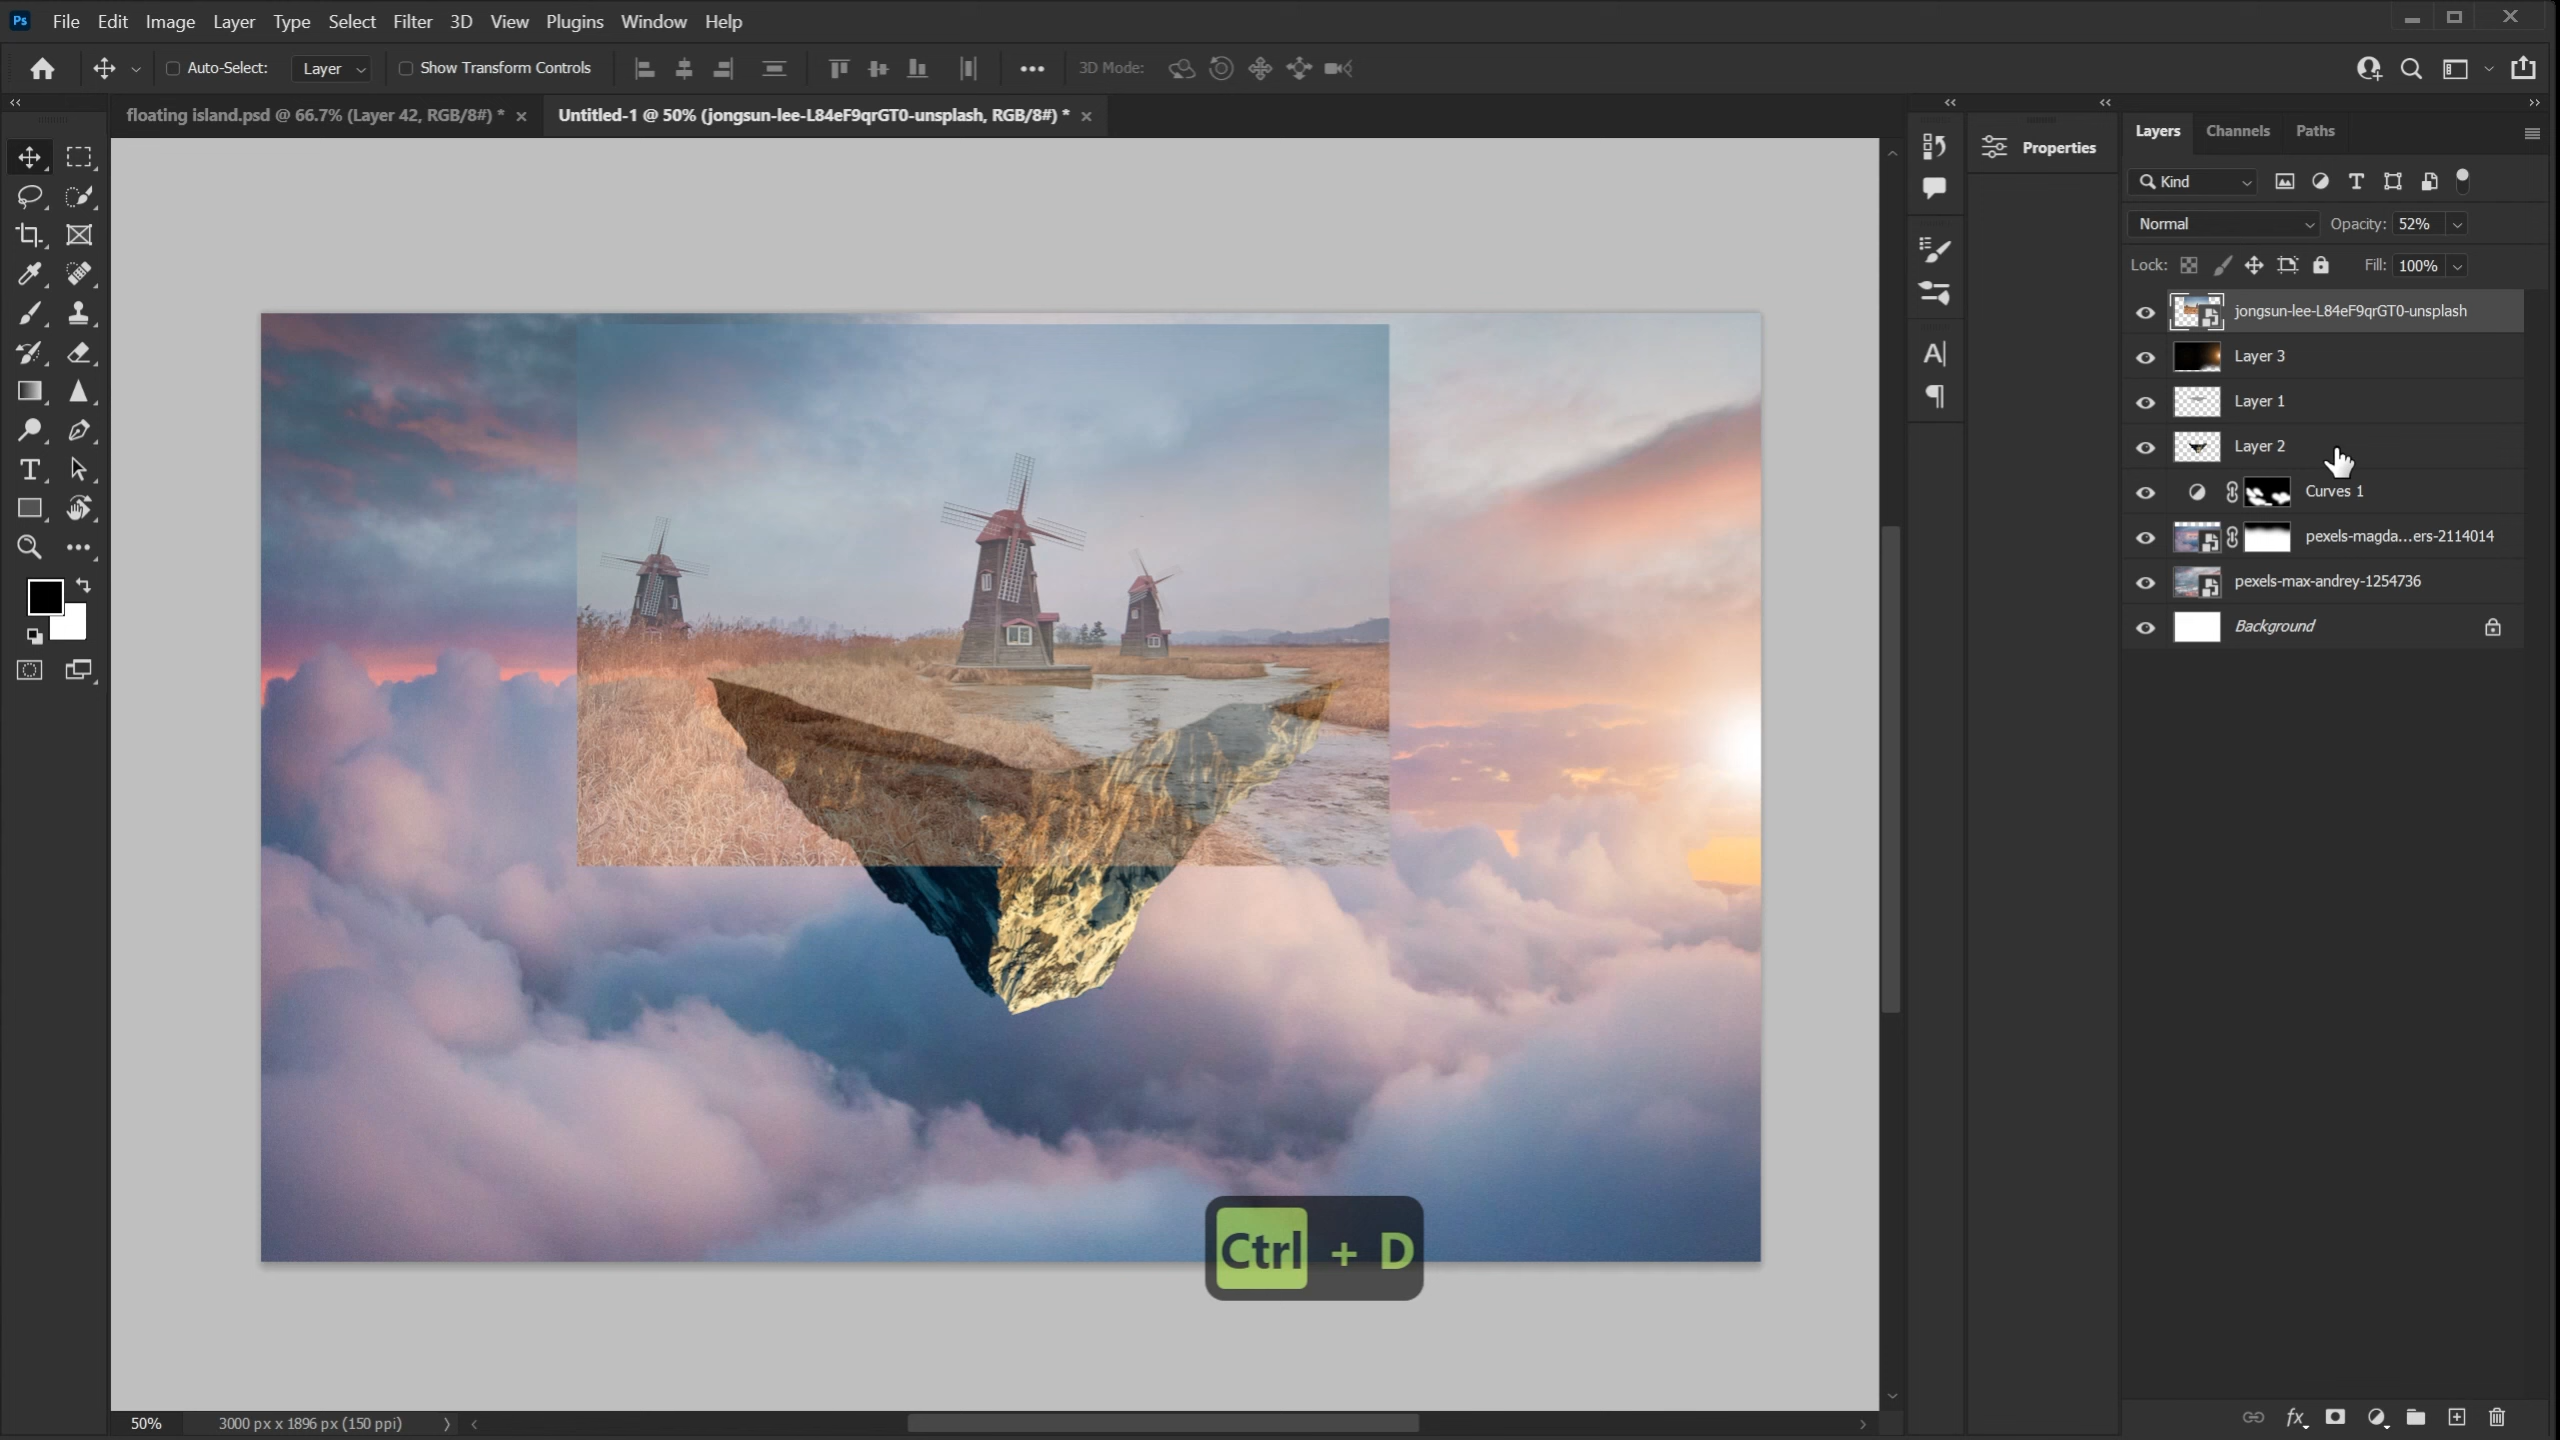 Ps File Edit Image Layer Type Select Filter 3D View Plugins Window Help
Auto-Select: Layer Show Transform Controls 3D Mode:
floating island.psd @ 66.7% (Layer 42, RGB/8#) * Untitled-1 @ 50% (jongsun-lee-L84eF9qrGT0-unsplash, RGB/8#) *
Properties
Layers Channels Paths
Kind
Normal Opacity: 52%
Lock: Fill: 100%
jongsun-lee-L84eF9qrGT0-unsplash
Layer 3
Layer 1
Layer 2
Curves 1
pexels-magda...ers-2114014
pexels-max-andrey-1254736
Background
Ctrl + D
50% 3000 px x 1896 px (150 ppi)